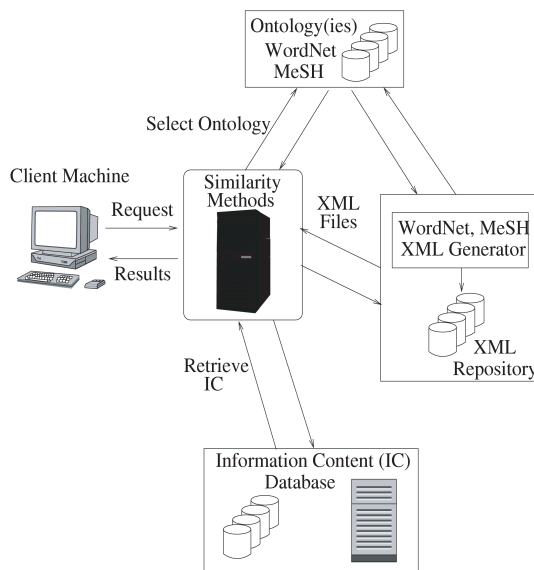 Ontology(ies)
WordNet
MeSH
Select Ontology
Client Machine
Request
Results
Similarity
Methods
XML
Files
WordNet, MeSH
XML Generator
XML
Repository
Retrieve
IC
Information Content (IC)
Database